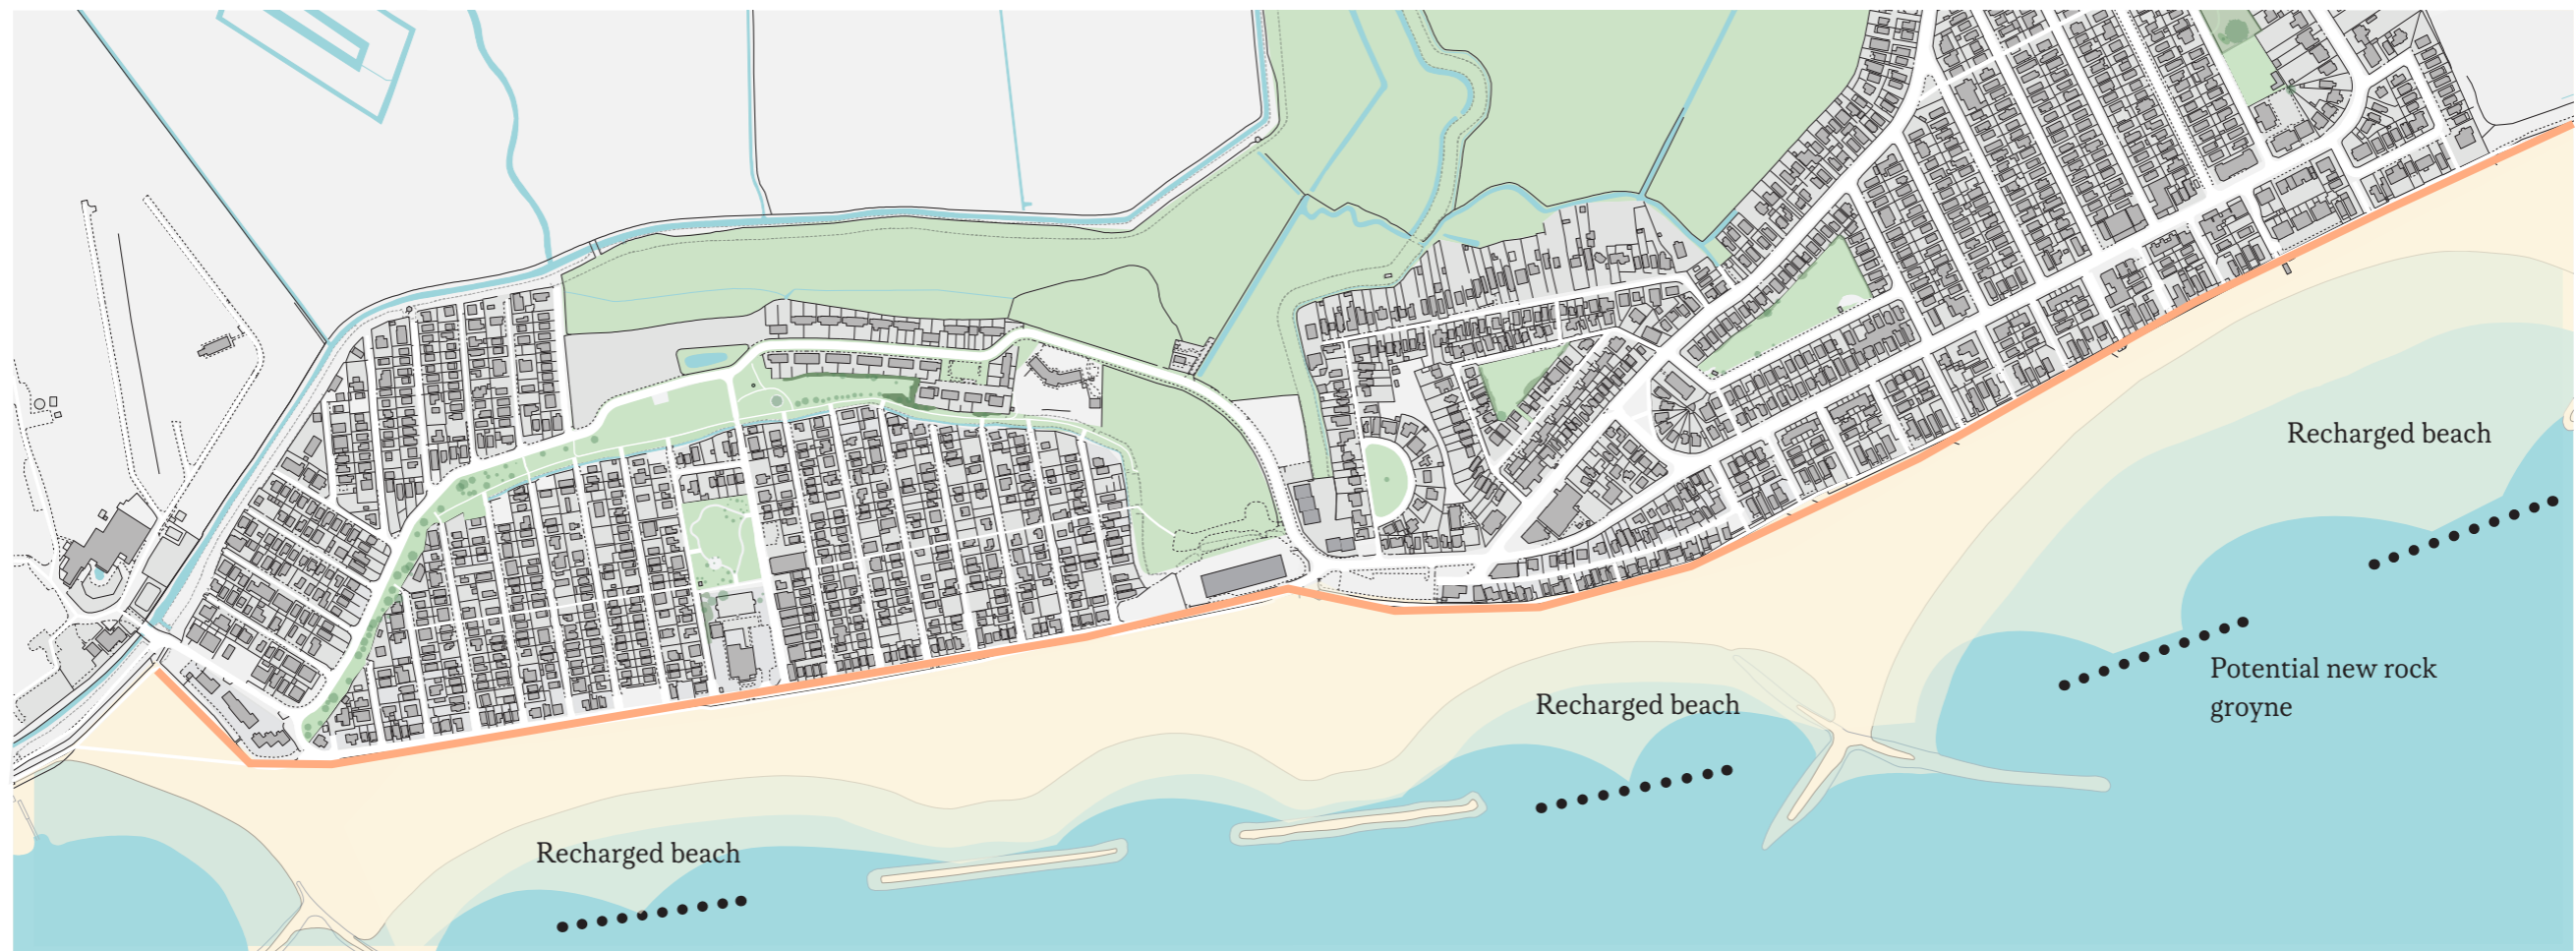 Recharged beach
Potential new rock
groyne
Recharged beach
Recharged beach